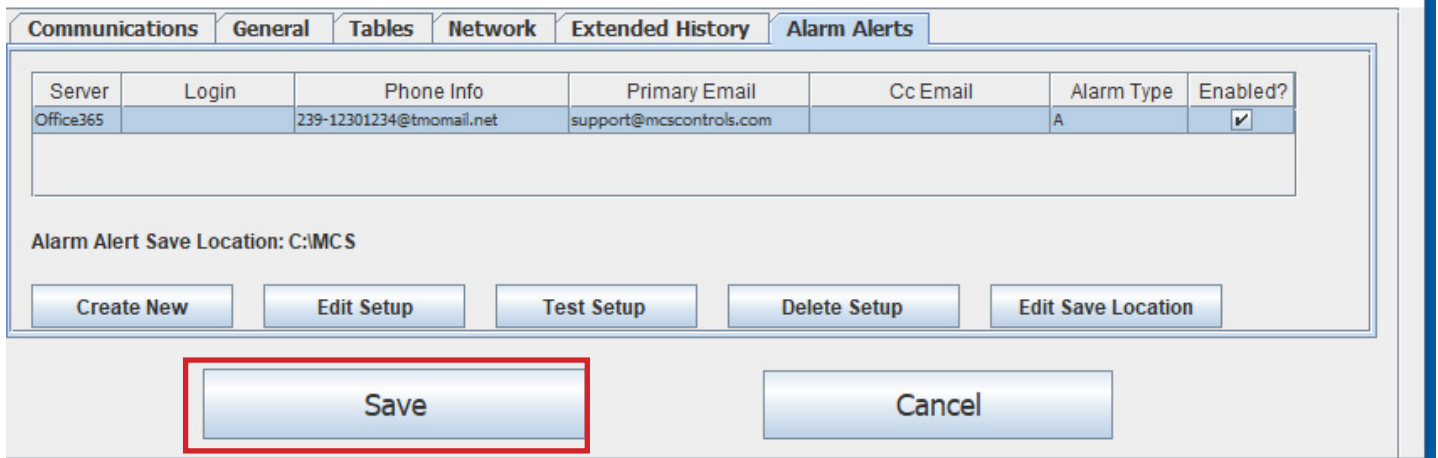 Communications General Tables Network Extended History Alarm Alerts
Server Login Phone Info Primary Email Cc Email Alarm Type Enabled?
Office365 239-12301234@tmomail.net support@mcscontrols.com A
Alarm Alert Save Location: C:\MCS
Create New Edit Setup Test Setup Delete Setup Edit Save Location
Save Cancel